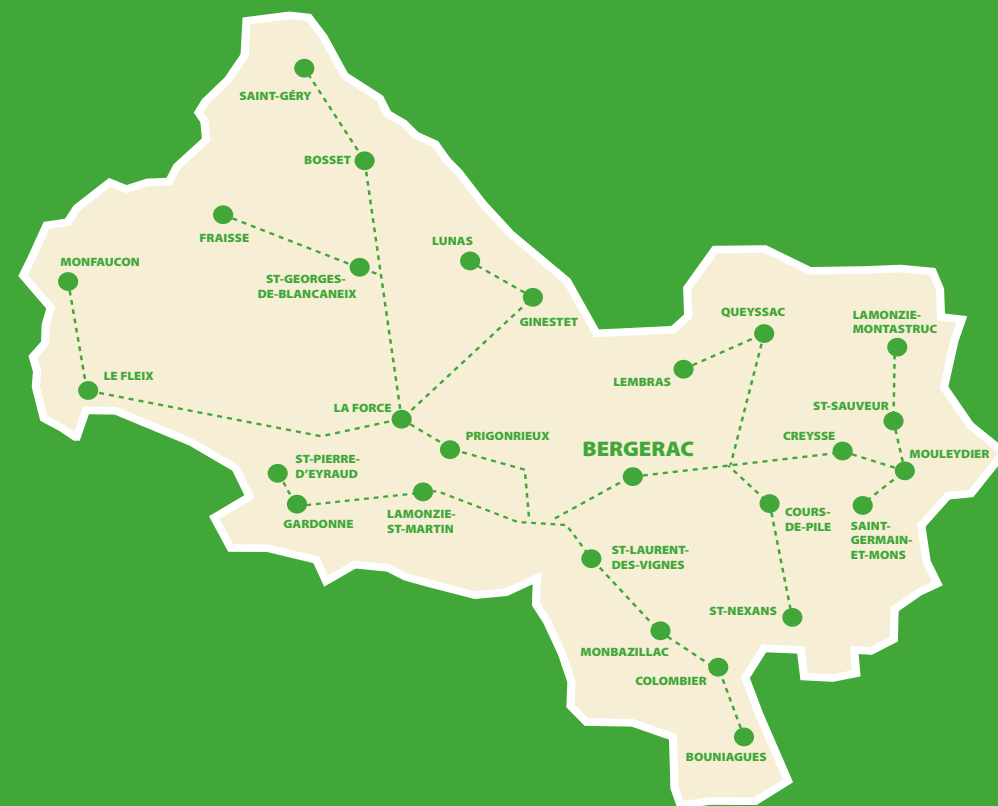 SAINT-GÉRY
BOSSET
FRAISSE
LUNAS
MONFAUCON
ST-GEORGES-
DE-BLANCANEIX
GINESTET
QUEYSSAC
LAMONZIE-
MONTASTRUC
LE FLEIX
LEMBRAS
LA FORCE
ST-SAUVEUR
PRIGONRIEUX
CREYSSE
BERGERAC
MOULEYDIER
ST-PIERRE-
D’EYRAUD
GARDONNE
LAMONZIE-
ST-MARTIN
COURS-
DE-PILE
SAINT-
GERMAIN-
ET-MONS
ST-LAURENT-
DES-VIGNES
ST-NEXANS
MONBAZILLAC
COLOMBIER
BOUNIAGUES